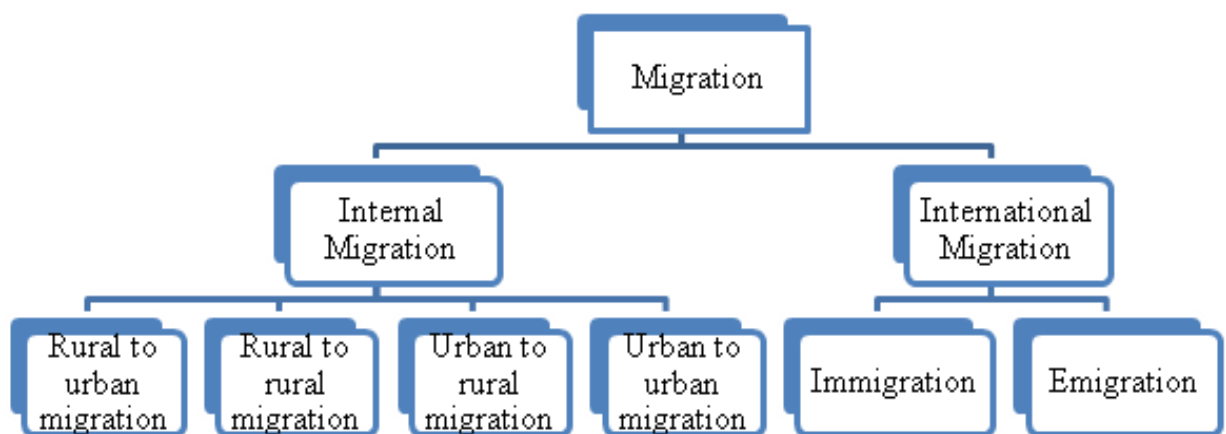 Migration
Internal
Migration
International
Migration
Rural to
urban
migration
Rural to
rural
migration
Urban to
rural
migration
Urban to
urban
migration
Immigration
Emigration